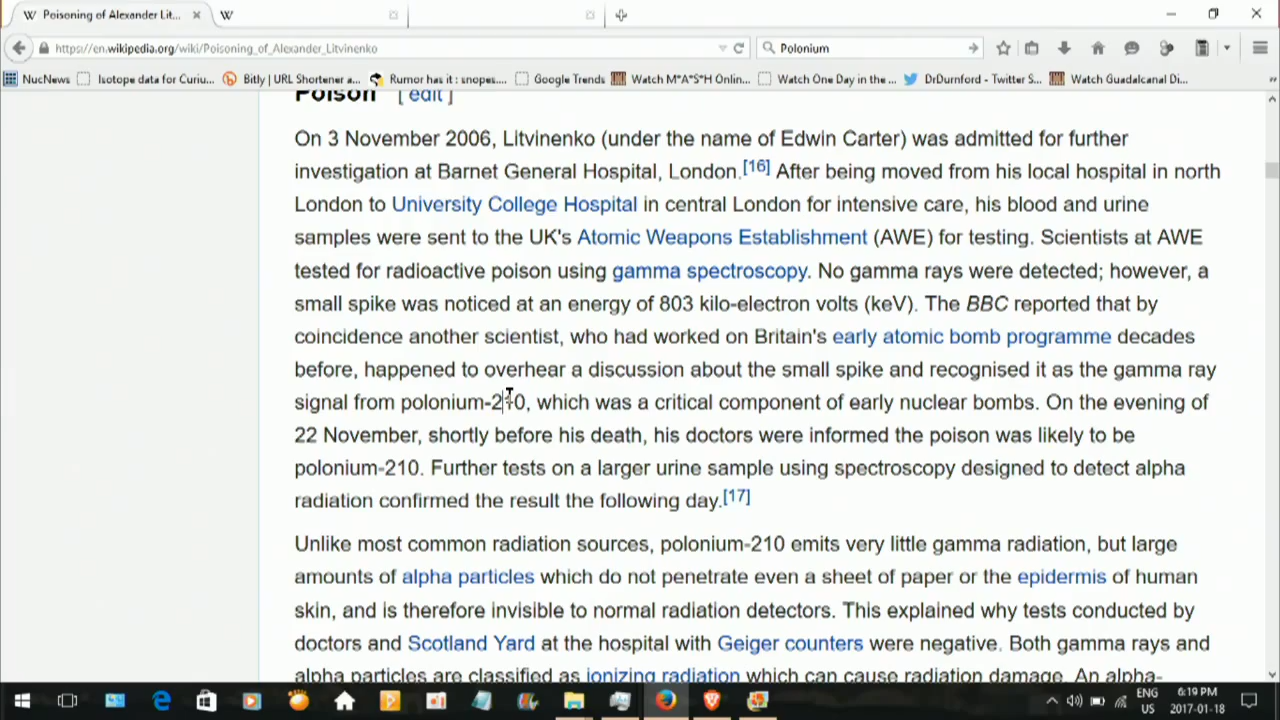 Poisoning of Alexander Lit...
https://en.wikipedia.org/wiki/Poisoning_of_Alexander_Litvinenko
Polonium
NucNews Isotope data for Curiu... Bitly | URL Shortener a... Rumor has it : snopes.... Google Trends Watch M*A*S*H Onlin... Watch One Day in the ... DrDurnford - Twitter S... Watch Guadalcanal Di...
Poison [ edit ]
On 3 November 2006, Litvinenko (under the name of Edwin Carter) was admitted for further
investigation at Barnet General Hospital, London.[16] After being moved from his local hospital in north
London to University College Hospital in central London for intensive care, his blood and urine
samples were sent to the UK's Atomic Weapons Establishment (AWE) for testing. Scientists at AWE
tested for radioactive poison using gamma spectroscopy. No gamma rays were detected; however, a
small spike was noticed at an energy of 803 kilo-electron volts (keV). The BBC reported that by
coincidence another scientist, who had worked on Britain's early atomic bomb programme decades
before, happened to overhear a discussion about the small spike and recognised it as the gamma ray
signal from polonium-210, which was a critical component of early nuclear bombs. On the evening of
22 November, shortly before his death, his doctors were informed the poison was likely to be
polonium-210. Further tests on a larger urine sample using spectroscopy designed to detect alpha
radiation confirmed the result the following day.[17]
Unlike most common radiation sources, polonium-210 emits very little gamma radiation, but large
amounts of alpha particles which do not penetrate even a sheet of paper or the epidermis of human
skin, and is therefore invisible to normal radiation detectors. This explained why tests conducted by
doctors and Scotland Yard at the hospital with Geiger counters were negative. Both gamma rays and
alpha particles are classified as ionizing radiation which can cause radiation damage. An alpha-
ENG 6:19 PM
US 2017-01-18